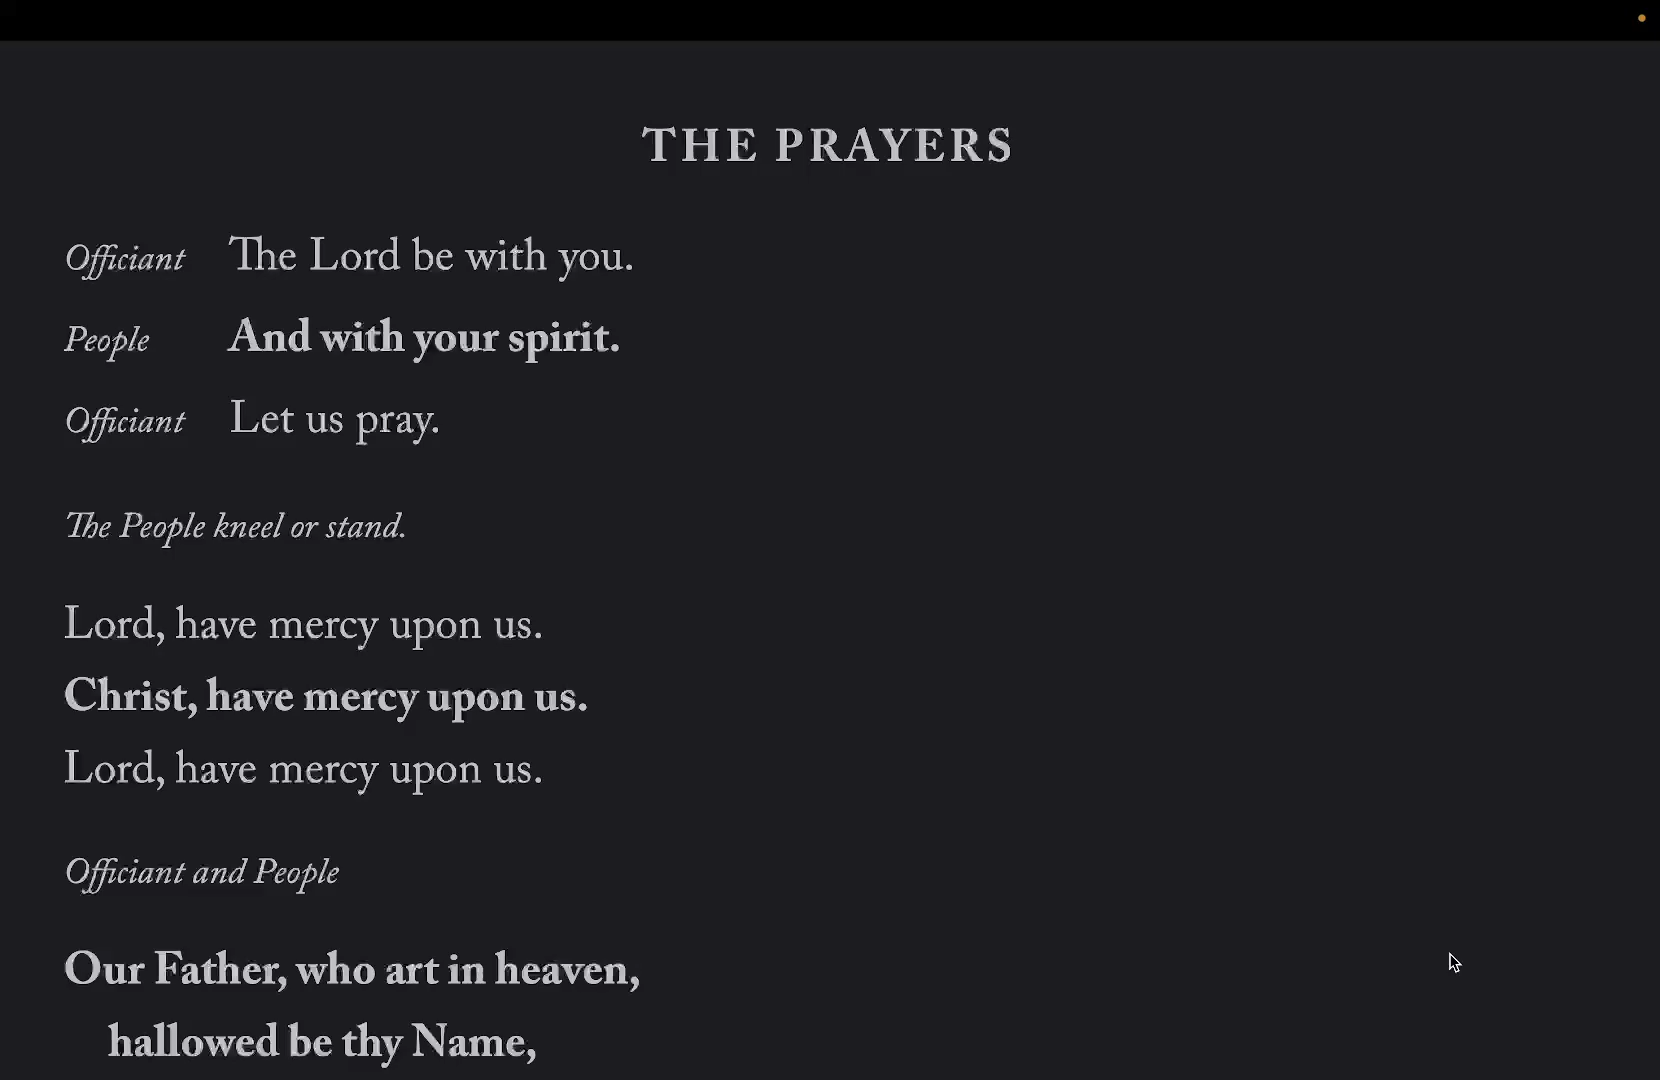 THE PRAYERS
Officiant The Lord be with you.
People And with your spirit.
Officiant Let us pray.
The People kneel or stand.
Lord, have mercy upon us.
Christ, have mercy upon us.
Lord, have mercy upon us.
Officiant and People
Our Father, who art in heaven,
hallowed be thy Name,